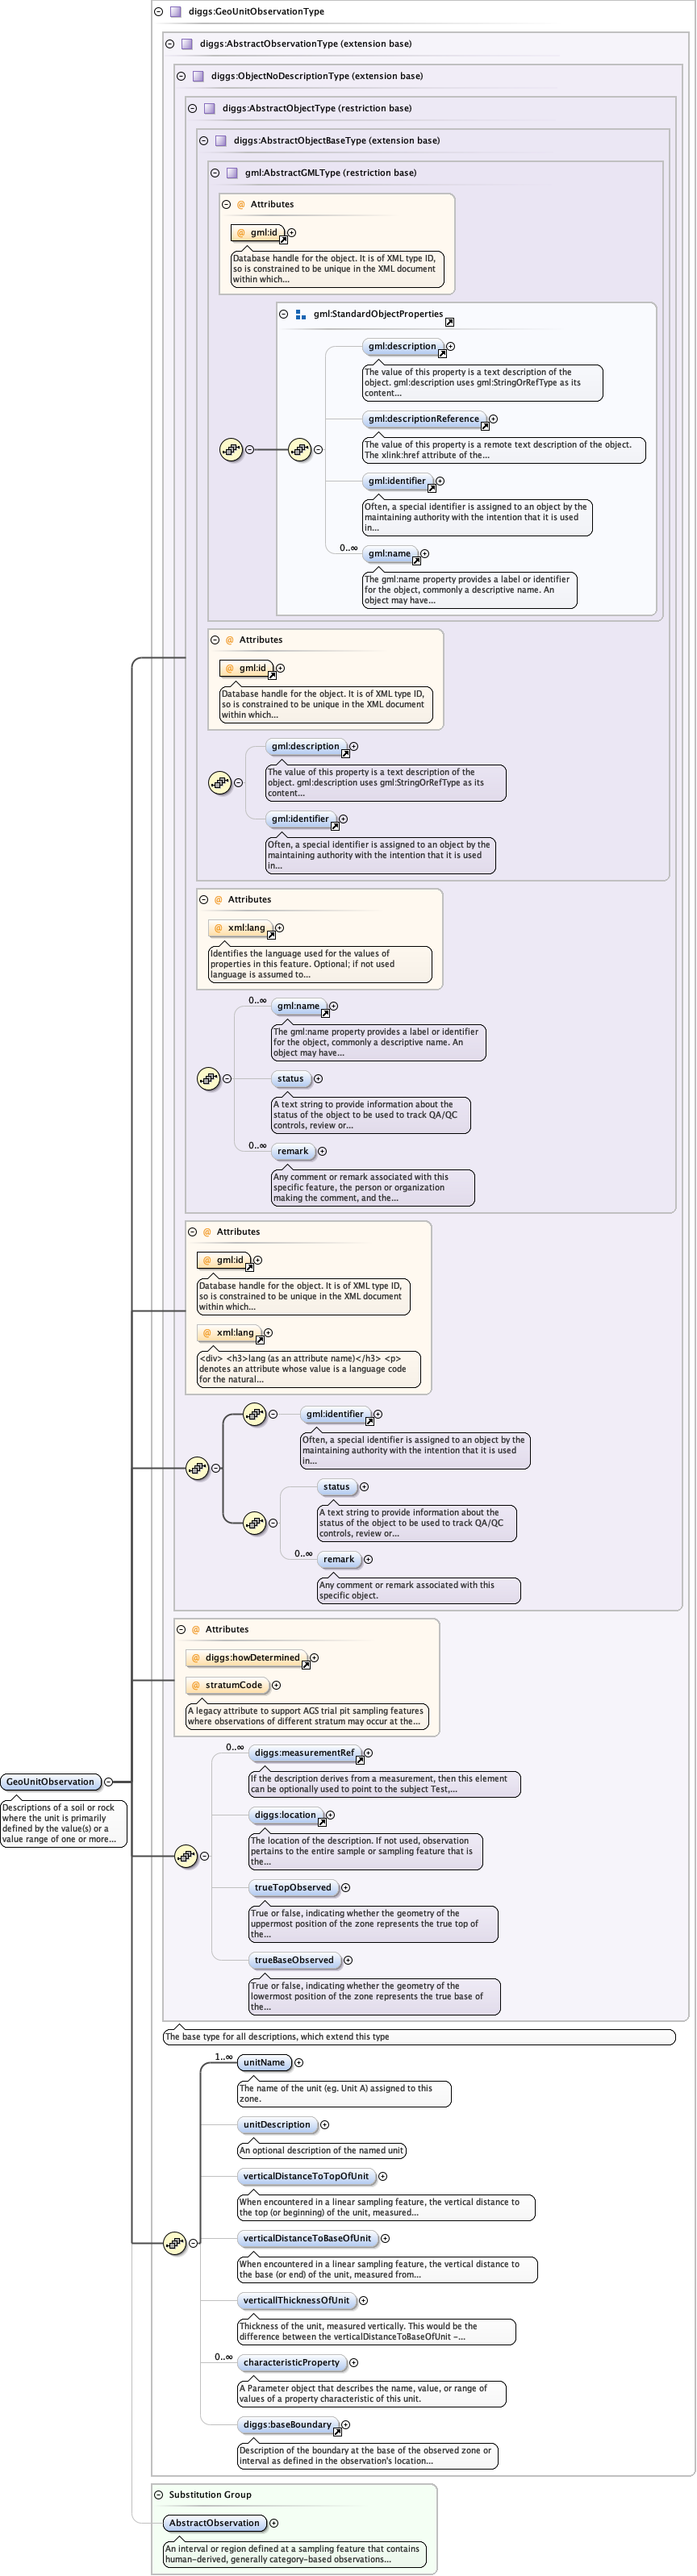 diggs:GeoUnitObservationType
diggs:AbstractObservationType (extension base)
diggs:ObjectNoDescriptionType (extension base)
diggs:AbstractObjectType (restriction base)
diggs:AbstractObjectBaseType (extension base)
gml:AbstractGMLType (restriction base)
@ Attributes
@ gml:id
Database handle for the object. It is of XML type ID,
so is constrained to be unique in the XML document
within which...
gml:StandardObjectProperties
gml:description
The value of this property is a text description of the
object. gml:description uses gml:StringOrRefType as its
content...
gml:descriptionReference
The value of this property is a remote text description of the object.
The xlink:href attribute of the...
gml:identifier
Often, a special identifier is assigned to an object by the
maintaining authority with the intention that it is used
in...
0..∞
gml:name
The gml:name property provides a label or identifier
for the object, commonly a descriptive name. An
object may have...
@ Attributes
@ gml:id
Database handle for the object. It is of XML type ID,
so is constrained to be unique in the XML document
within which...
gml:description
The value of this property is a text description of the
object. gml:description uses gml:StringOrRefType as its
content...
gml:identifier
Often, a special identifier is assigned to an object by the
maintaining authority with the intention that it is used
in...
@ Attributes
@ xml:lang
Identifies the language used for the values of
properties in this feature. Optional; if not used
language is assumed to...
0..∞
gml:name
The gml:name property provides a label or identifier
for the object, commonly a descriptive name. An
object may have...
status
A text string to provide information about the
status of the object to be used to track QA/QC
controls, review or...
0..∞
remark
Any comment or remark associated with this
specific feature, the person or organization
making the comment, and the...
@ Attributes
@ gml:id
Database handle for the object. It is of XML type ID,
so is constrained to be unique in the XML document
within which...
@ xml:lang
<div> <h3>lang (as an attribute name)</h3> <p>
denotes an attribute whose value is a language code
for the natural...
gml:identifier
Often, a special identifier is assigned to an object by the
maintaining authority with the intention that it is used
in...
status
A text string to provide information about the
status of the object to be used to track QA/QC
controls, review or...
0..∞
remark
Any comment or remark associated with this
specific object.
@ Attributes
@ diggs:howDetermined
@ stratumCode
A legacy attribute to support AGS trial pit sampling features
where observations of different stratum may occur at the...
0..∞
diggs:measurementRef
If the description derives from a measurement, then this element
can be optionally used to point to the subject Test,...
GeoUnitObservation
Descriptions of a soil or rock
where the unit is primarily
defined by the value(s) or a
value range of one or more...
diggs:location
The location of the description. If not used, observation
pertains to the entire sample or sampling feature that is
the...
trueTopObserved
True or false, indicating whether the geometry of the
uppermost position of the zone represents the true top of
the...
trueBaseObserved
True or false, indicating whether the geometry of the
lowermost position of the zone represents the true base of
the...
The base type for all descriptions, which extend this type
1..∞
unitName
The name of the unit (eg. Unit A) assigned to this
zone.
unitDescription
An optional description of the named unit
verticalDistanceToTopOfUnit
When encountered in a linear sampling feature, the vertical distance to
the top (or beginning) of the unit, measured...
verticalDistanceToBaseOfUnit
When encountered in a linear sampling feature, the vertical distance to
the base (or end) of the unit, measured from...
verticallThicknessOfUnit
Thickness of the unit, measured vertically. This would be the
difference between the verticalDistanceToBaseOfUnit -...
0..∞
characteristicProperty
A Parameter object that describes the name, value, or range of
values of a property characteristic of this unit.
diggs:baseBoundary
Description of the boundary at the base of the observed zone or
interval as defined in the observation's location...
Substitution Group
AbstractObservation
An interval or region defined at a sampling feature that contains
human-derived, generally category-based observations...